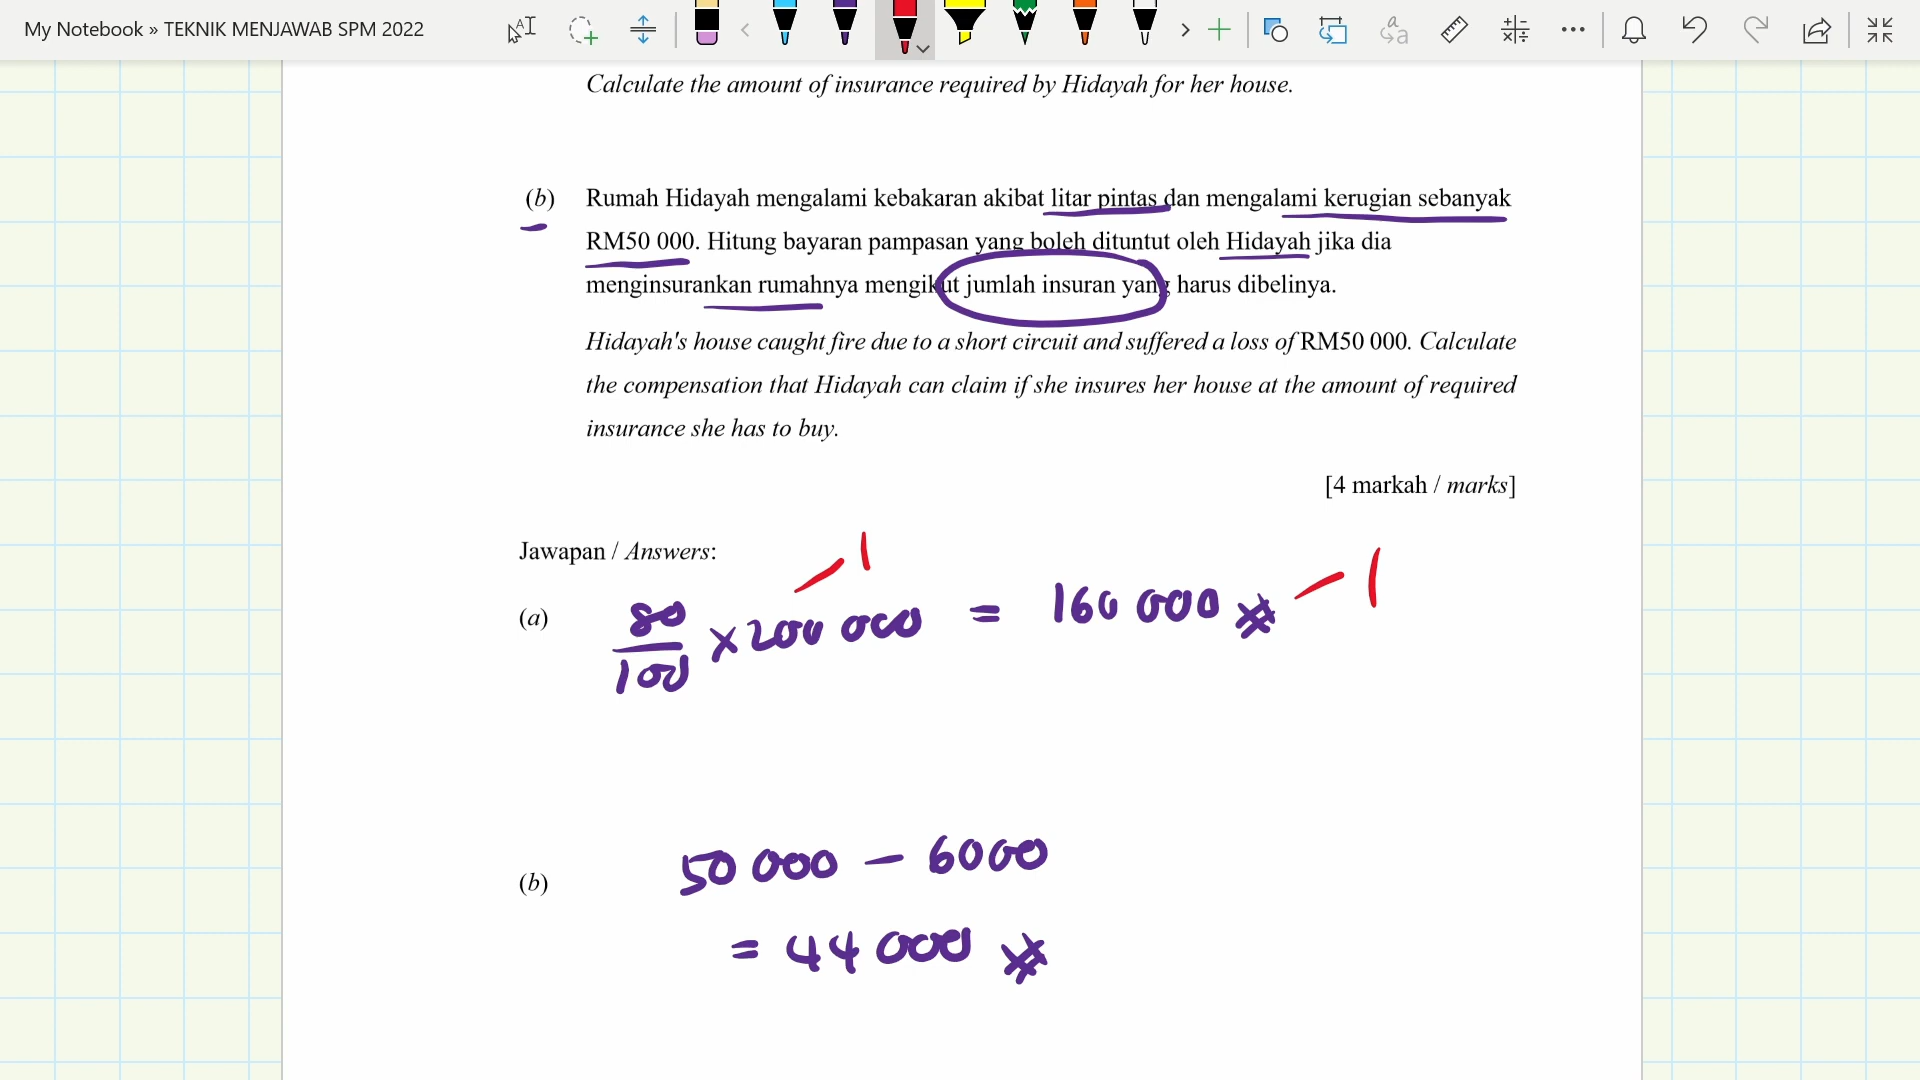 My Notebook » TEKNIK MENJAWAB SPM 2022
Calculate the amount of insurance required by Hidayah for her house.
(b) Rumah Hidayah mengalami kebakaran akibat litar pintas dan mengalami kerugian sebanyak
RM50 000. Hitung bayaran pampasan yang boleh dituntut oleh Hidayah jika dia
menginsurankan rumahnya mengikut jumlah insuran yang harus dibelinya.
Hidayah's house caught fire due to a short circuit and suffered a loss of RM50 000. Calculate
the compensation that Hidayah can claim if she insures her house at the amount of required
insurance she has to buy.
[4 markah / marks]
Jawapan / Answers:
(a) 80/100 × 200 000 – 1 = 160 000 # – 1
(b) 50 000 – 6000
= 44 000 #